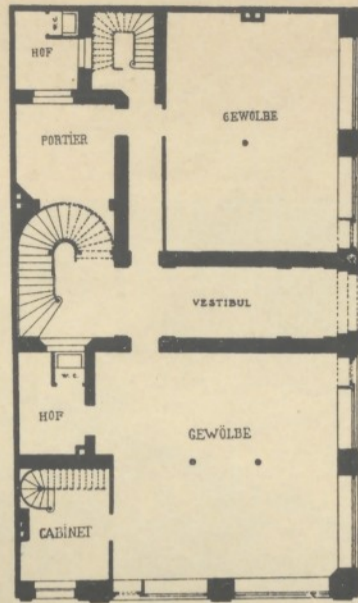 W.C.
HOF
GEWÖLBE
PORTIER
VESTIBUL
W.C.
HOF
GEWÖLBE
CABINET